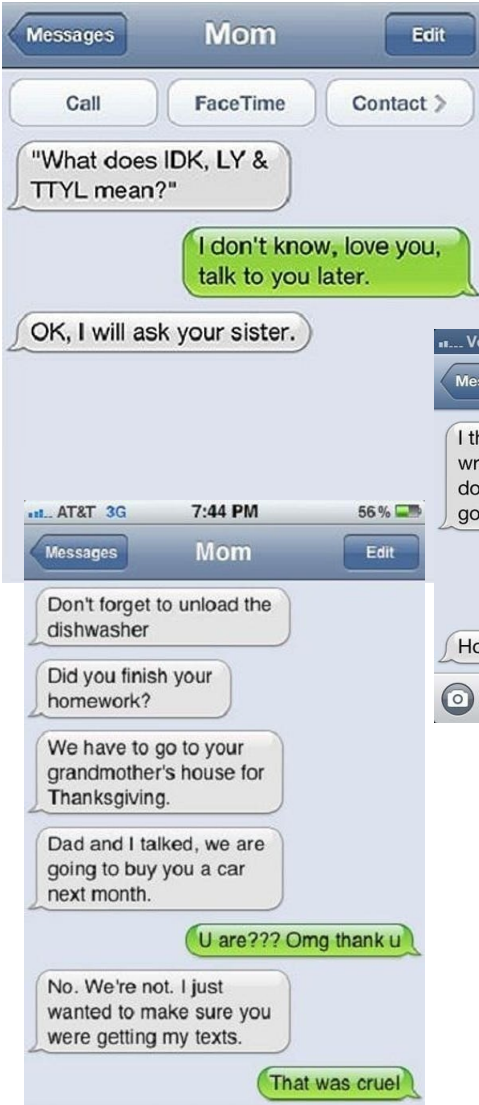 Messages
Mom
Edit
Call
FaceTime
Contact >
"What does IDK, LY &
TTYL mean?"
I don't know, love you,
talk to you later.
OK, I will ask your sister.
AT&T 3G
7:44 PM
56%
Messages
Mom
Edit
Don't forget to unload the
dishwasher
Did you finish your
homework?
We have to go to your
grandmother's house for
Thanksgiving.
Dad and I talked, we are
going to buy you a car
next month.
U are??? Omg thank u
No. We're not. I just
wanted to make sure you
were getting my texts.
That was cruel
I